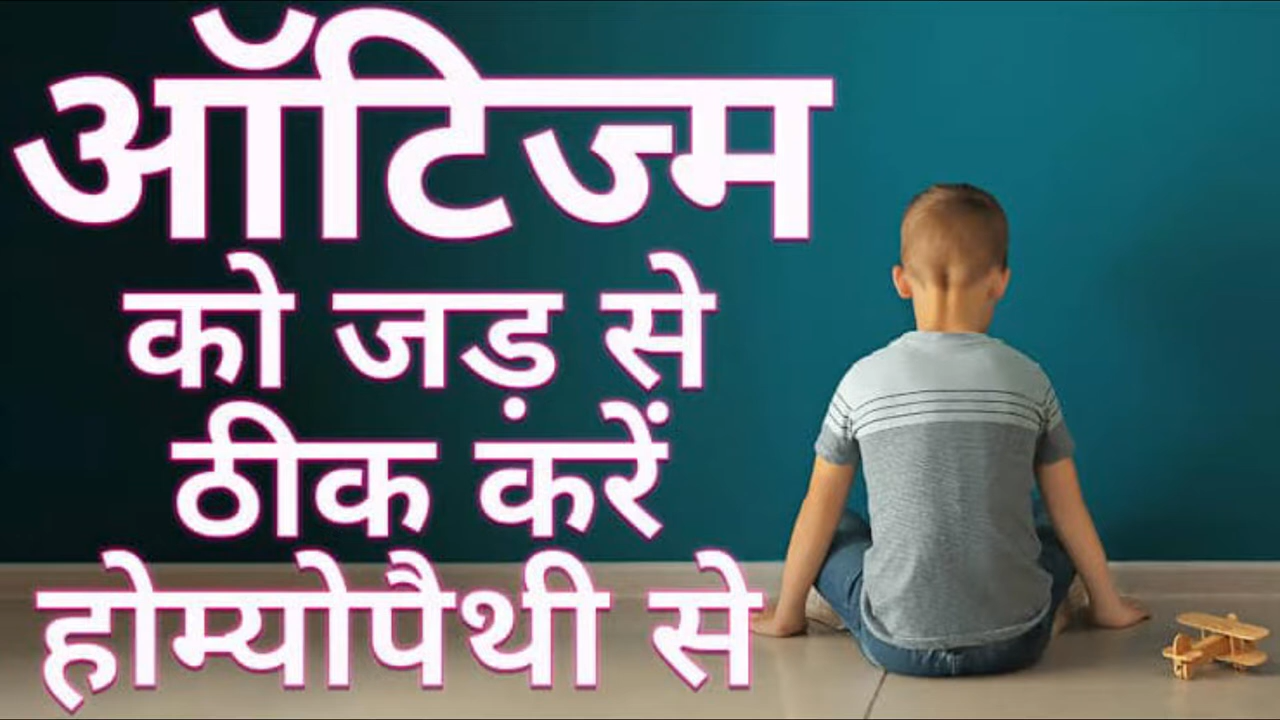 ऑटिज्म
को जड़ से
ठीक करें
होम्योपैथी से